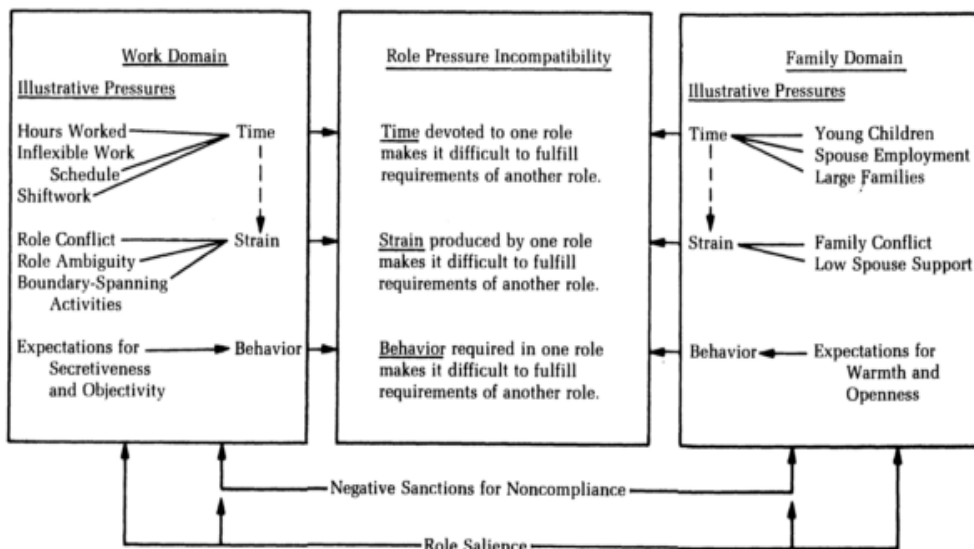 Work Domain
Illustrative Pressures
Hours Worked
Inflexible Work
Schedule
Shiftwork
Time
Role Conflict
Role Ambiguity
Boundary-Spanning
Activities
Strain
Expectations for
Secretiveness
and Objectivity
Behavior
Role Pressure Incompatibility
Time devoted to one role
makes it difficult to fulfill
requirements of another role.
Strain produced by one role
makes it difficult to fulfill
requirements of another role.
Behavior required in one role
makes it difficult to fulfill
requirements of another role.
Family Domain
Illustrative Pressures
Time
Young Children
Spouse Employment
Large Families
Strain
Family Conflict
Low Spouse Support
Behavior
Expectations for
Warmth and
Openness
Negative Sanctions for Noncompliance
Role Salience